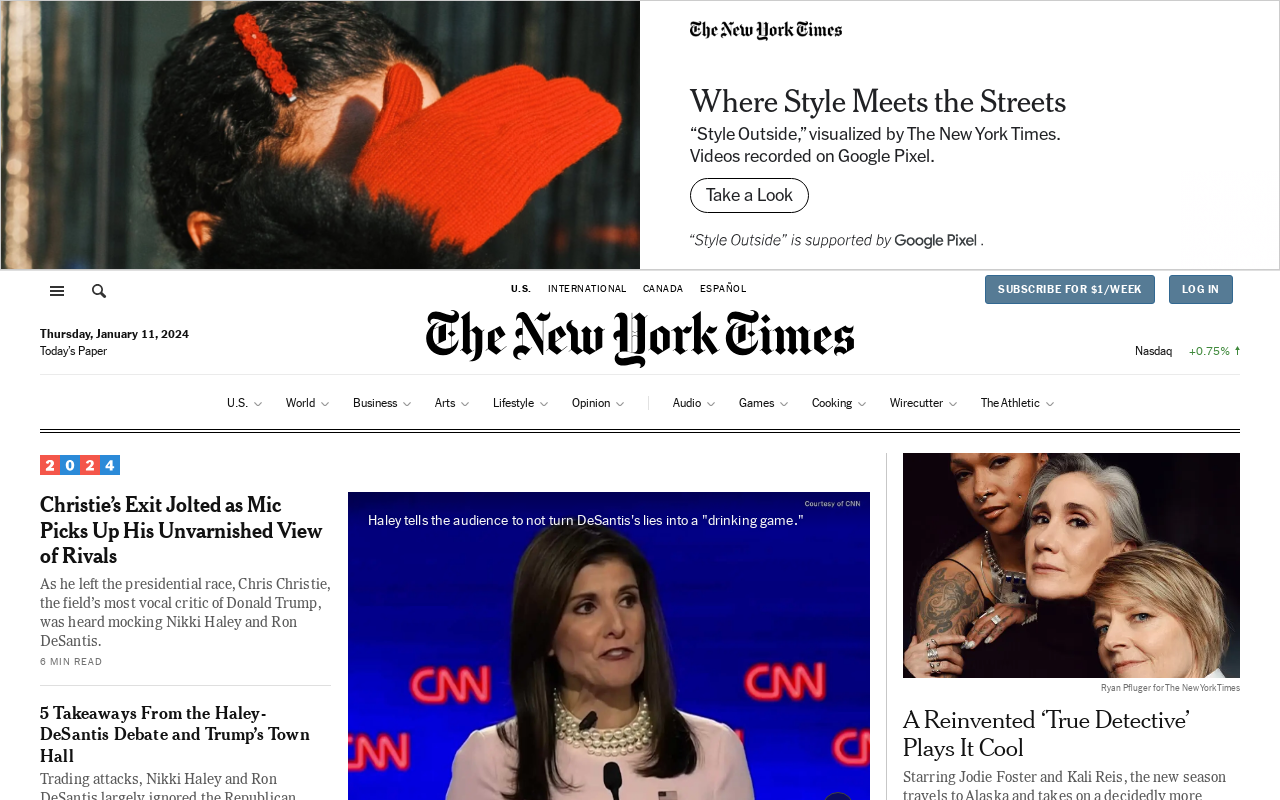 The New York Times
Where Style Meets the Streets
“Style Outside,” visualized by The New York Times.
Videos recorded on Google Pixel.
Take a Look
“Style Outside” is supported by Google Pixel .
U.S. INTERNATIONAL CANADA ESPAÑOL
SUBSCRIBE FOR $1/WEEK LOG IN
Thursday, January 11, 2024
Today’s Paper
The New York Times
Nasdaq +0.75%
U.S. World Business Arts Lifestyle Opinion Audio Games Cooking Wirecutter The Athletic
2024
Christie’s Exit Jolted as Mic
Picks Up His Unvarnished View
of Rivals
As he left the presidential race, Chris Christie,
the field’s most vocal critic of Donald Trump,
was heard mocking Nikki Haley and Ron
DeSantis.
6 MIN READ
5 Takeaways From the Haley-
DeSantis Debate and Trump’s Town
Hall
Trading attacks, Nikki Haley and Ron
DeSantis largely ignored the Republican
Courtesy of CNN
Haley tells the audience to not turn DeSantis's lies into a "drinking game."
CNN CNN
CNN CN
Ryan Pfluger for The New York Times
A Reinvented ‘True Detective’
Plays It Cool
Starring Jodie Foster and Kali Reis, the new season
travels to Alaska and takes on a decidedly more